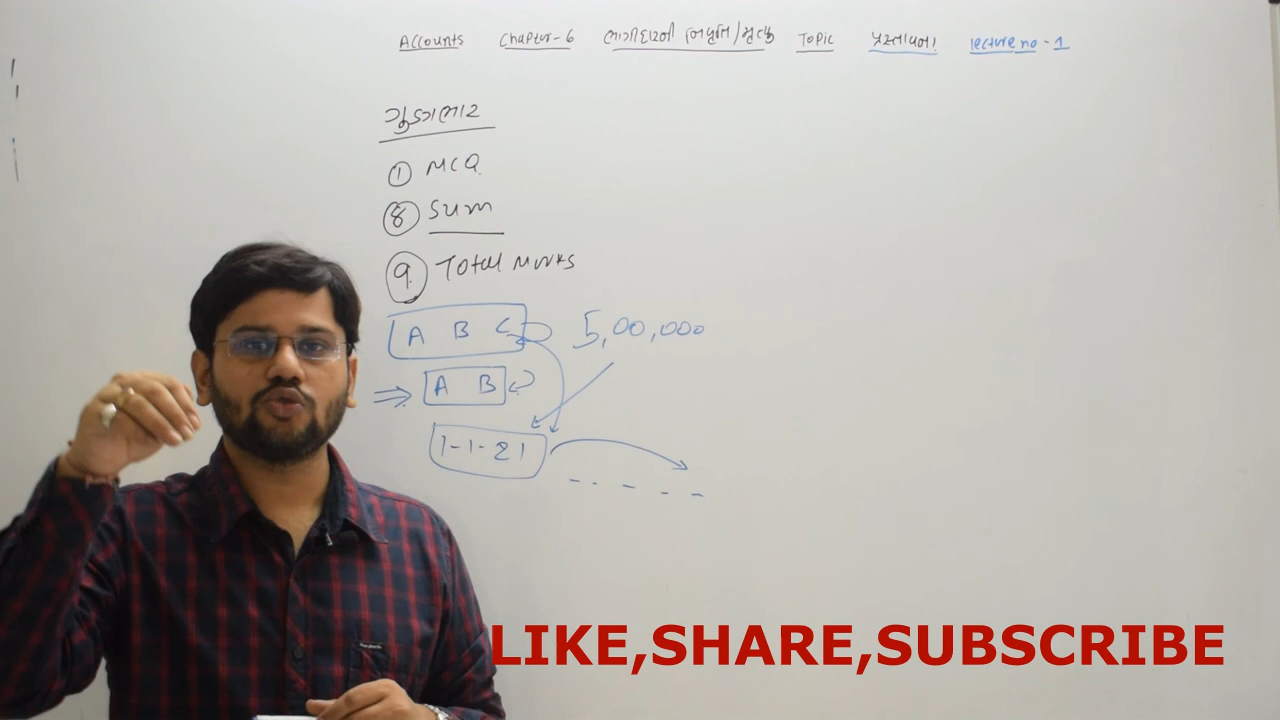 Accounts Chapter-6 ભાગીદારની નિવૃત્તિ/મૃત્યુ Topic પ્રસ્તાવના lecture no-1
ગુણભાર
① MCQ
⑧ Sum
⑨ Total Marks
A B C 5,00,000
⇒ A B
1-1-21
LIKE,SHARE,SUBSCRIBE